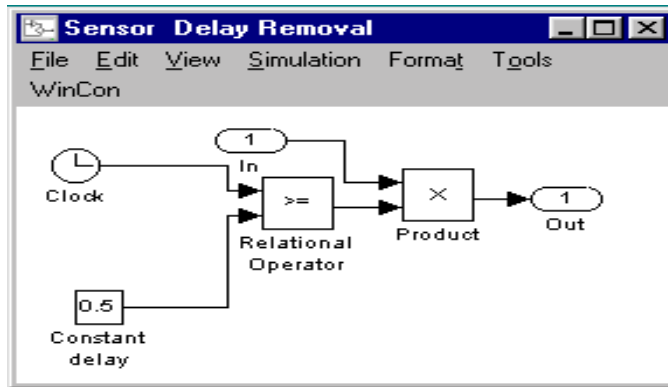 Sensor Delay Removal
File Edit View Simulation Format Tools
WinCon
1
In
Clock
>=
Relational
Operator
×
Product
1
Out
0.5
Constant
delay